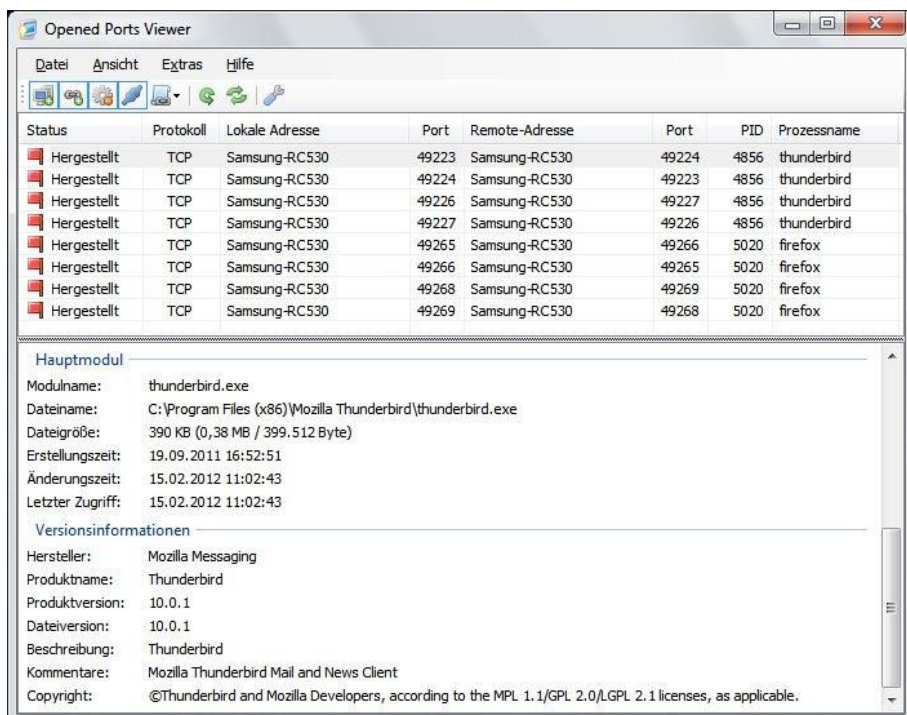 Opened Ports Viewer
Datei Ansicht Extras Hilfe
Status Protokoll Lokale Adresse Port Remote-Adresse Port PID Prozessname
Hergestellt TCP Samsung-RC530 49223 Samsung-RC530 49224 4856 thunderbird
Hergestellt TCP Samsung-RC530 49224 Samsung-RC530 49223 4856 thunderbird
Hergestellt TCP Samsung-RC530 49226 Samsung-RC530 49227 4856 thunderbird
Hergestellt TCP Samsung-RC530 49227 Samsung-RC530 49226 4856 thunderbird
Hergestellt TCP Samsung-RC530 49265 Samsung-RC530 49266 5020 firefox
Hergestellt TCP Samsung-RC530 49266 Samsung-RC530 49265 5020 firefox
Hergestellt TCP Samsung-RC530 49268 Samsung-RC530 49269 5020 firefox
Hergestellt TCP Samsung-RC530 49269 Samsung-RC530 49268 5020 firefox
Hauptmodul
Modulname: thunderbird.exe
Dateiname: C:\Program Files (x86)\Mozilla Thunderbird\thunderbird.exe
Dateigröße: 390 KB (0,38 MB / 399.512 Byte)
Erstellungszeit: 19.09.2011 16:52:51
Änderungszeit: 15.02.2012 11:02:43
Letzter Zugriff: 15.02.2012 11:02:43
Versionsinformationen
Hersteller: Mozilla Messaging
Produktname: Thunderbird
Produktversion: 10.0.1
Dateiversion: 10.0.1
Beschreibung: Thunderbird
Kommentare: Mozilla Thunderbird Mail and News Client
Copyright: ©Thunderbird and Mozilla Developers, according to the MPL 1.1/GPL 2.0/LGPL 2.1 licenses, as applicable.